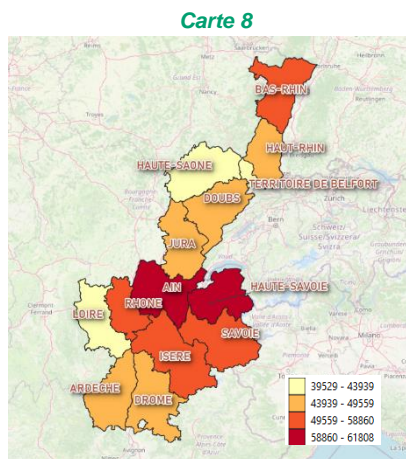 Carte 8
BAS-RHIN
HAUT-RHIN
HAUTE-SAONE
TERRITOIRE DE BELFORT
DOUBS
JURA
AIN
HAUTE-SAVOIE
RHONE
LOIRE
SAVOIE
ISERE
ARDECHE
DROME
39529 - 43939
43939 - 49559
49559 - 58860
58860 - 61808